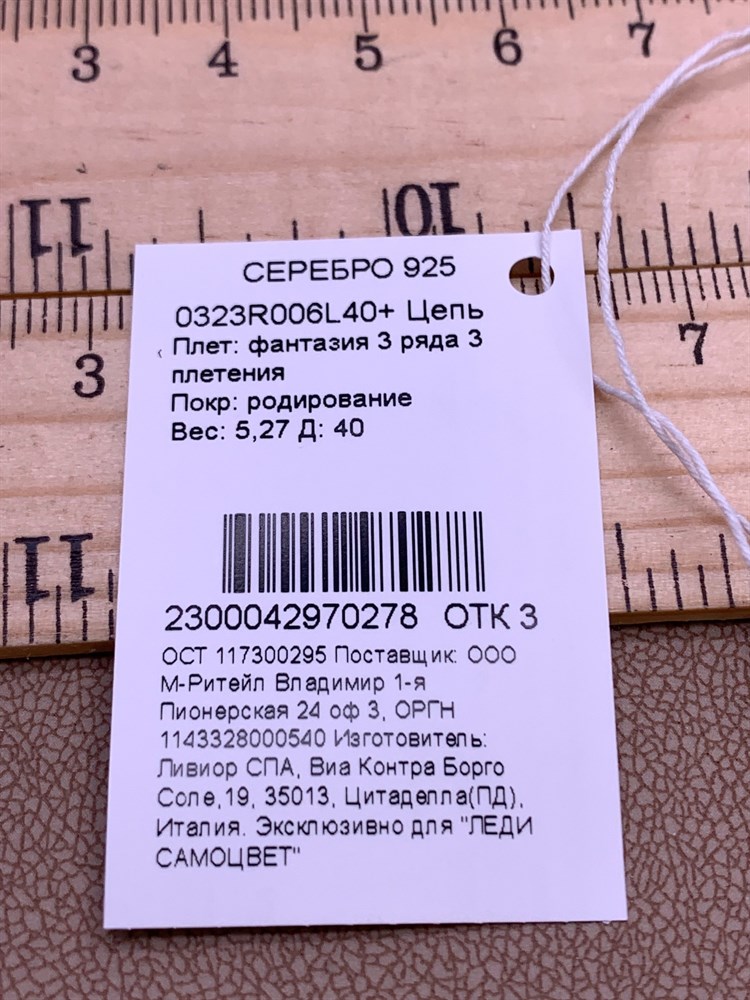 3 4 5 6 7
11 10
СЕРЕБРО 925
0323R006L40+ Цепь
Плет: фантазия 3 ряда 3
плетения
Покр: родирование
Вес: 5,27 Д: 40
3 7
11
2300042970278 ОТК 3
ОСТ 117300295 Поставщик: ООО
М-Ритейл Владимир 1-я
Пионерская 24 оф 3, ОРГН
1143328000540 Изготовитель:
Ливиор СПА, Виа Контра Борго
Соле,19, 35013, Цитаделла(ПД),
Италия. Эксклюзивно для "ЛЕДИ
САМОЦВЕТ"